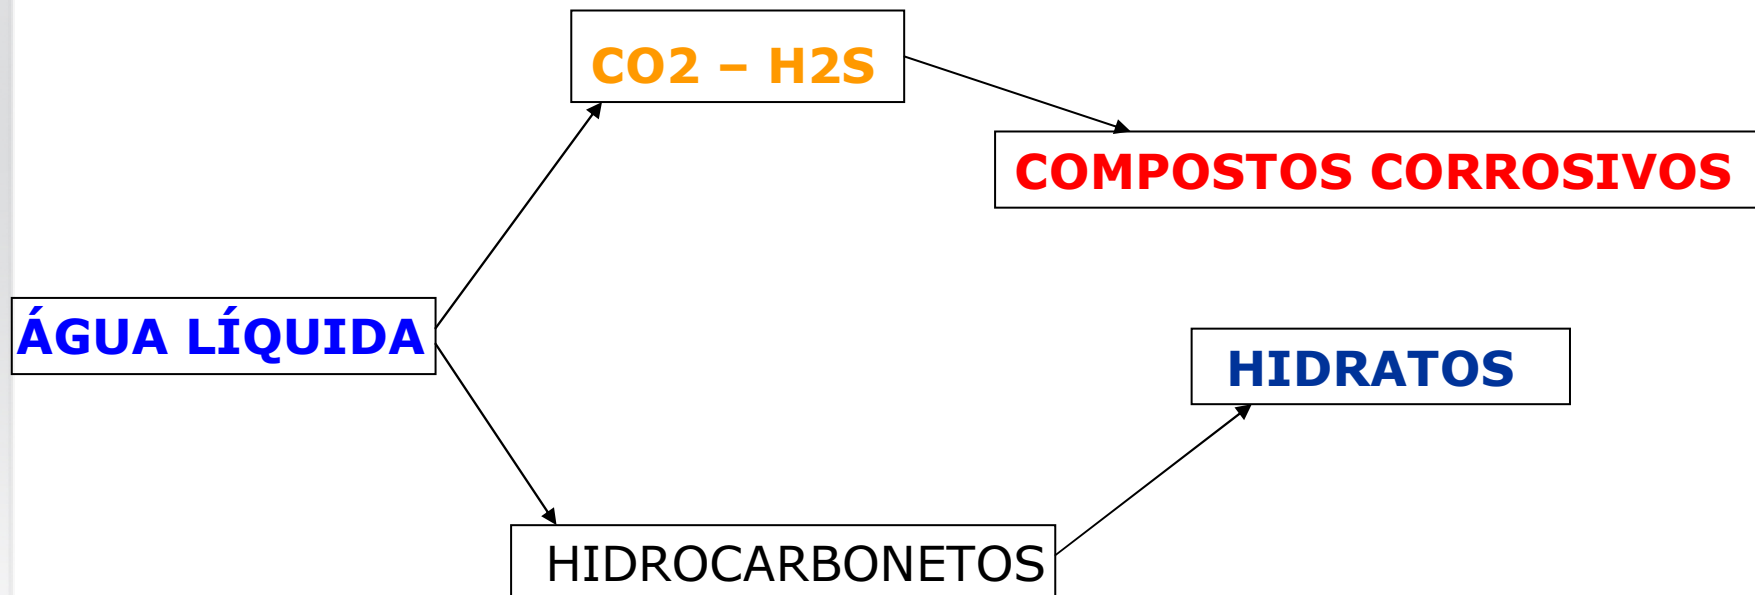 CO2 – H2S
COMPOSTOS CORROSIVOS
ÁGUA LÍQUIDA
HIDRATOS
HIDROCARBONETOS